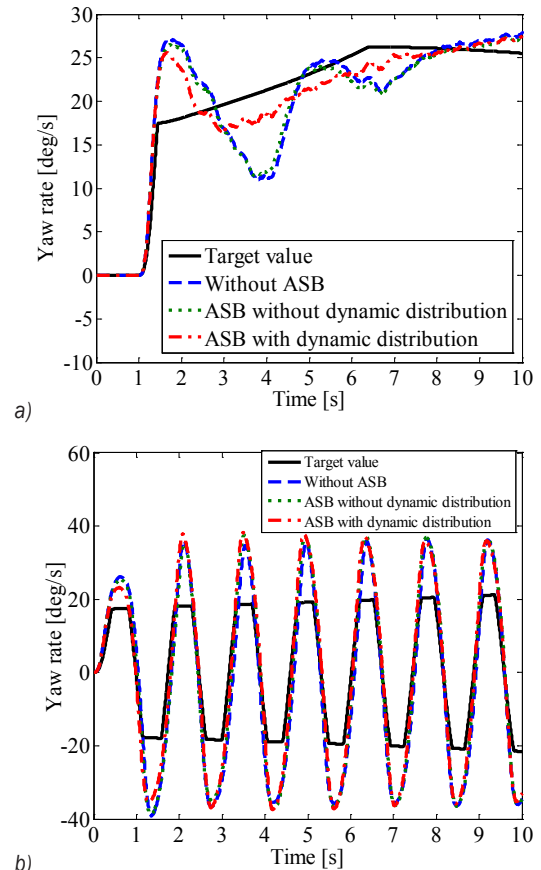 30
25
20
15
10
5
0
-5
-10
Yaw rate [deg/s]
Target value
Without ASB
ASB without dynamic distribution
ASB with dynamic distribution
0 1 2 3 4 5 6 7 8 9 10
Time [s]
a)
60
40
20
0
-20
-40
Yaw rate [deg/s]
Target value
Without ASB
ASB without dynamic distribution
ASB with dynamic distribution
0 1 2 3 4 5 6 7 8 9 10
Time [s]
b)